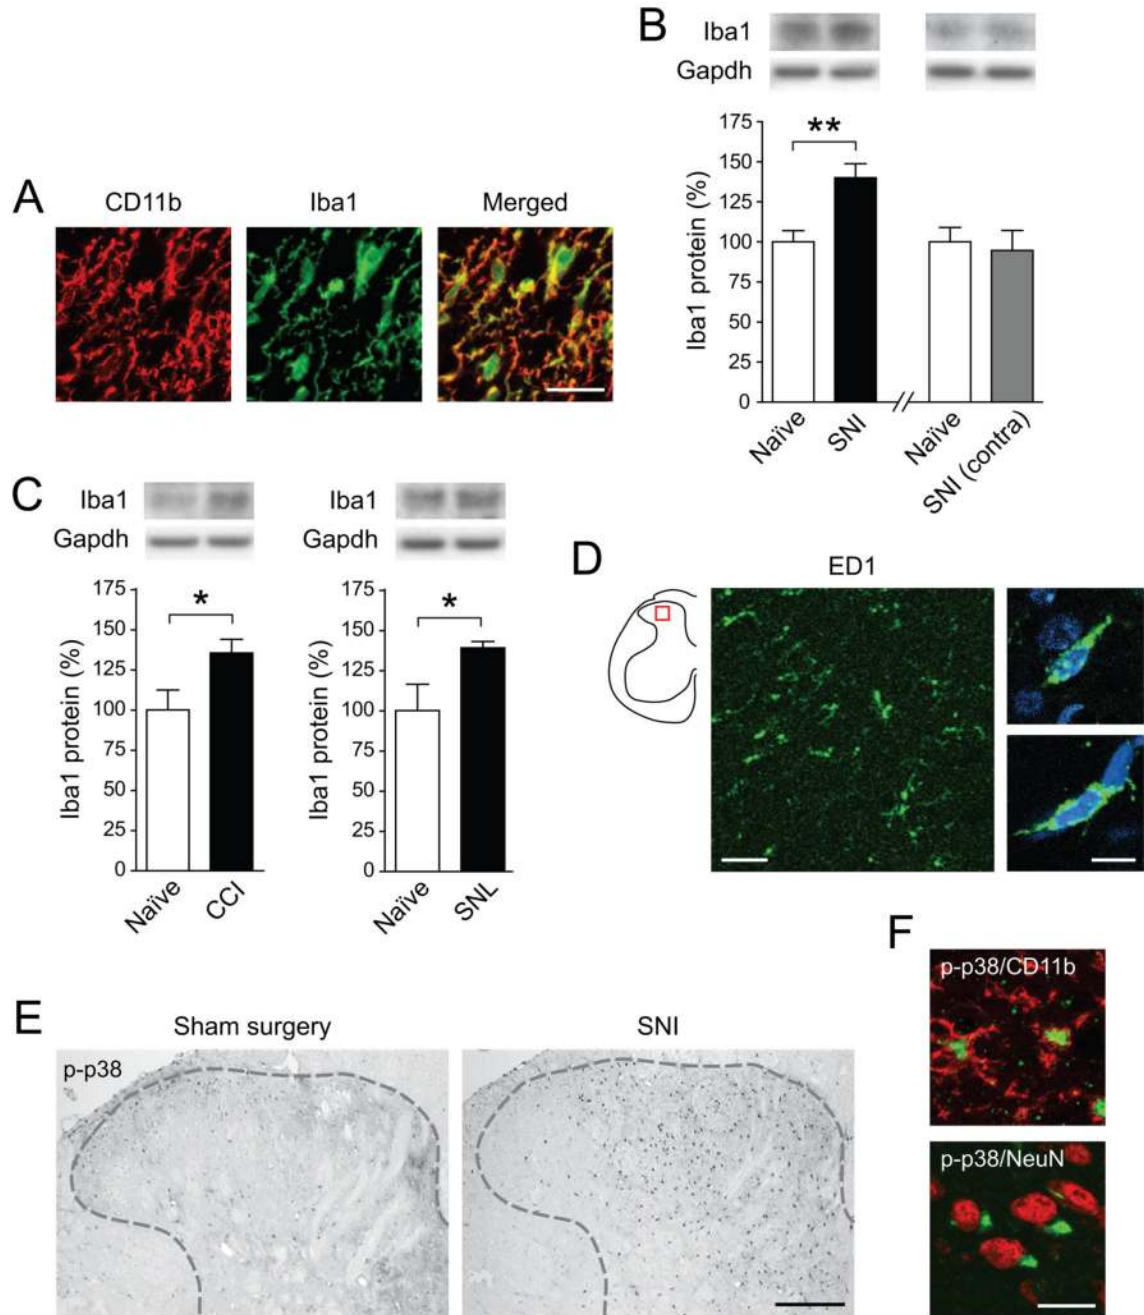 A
CD11b
Iba1
Merged
B
Iba1
Gapdh
Iba1 protein (%)
175
150
125
100
75
50
25
0
**
Naïve
SNI
Naïve
SNI (contra)
C
Iba1
Gapdh
Iba1 protein (%)
175
150
125
100
75
50
25
0
*
Naïve
CCI
Iba1
Gapdh
Iba1 protein (%)
175
150
125
100
75
50
25
0
*
Naïve
SNL
D
ED1
E
Sham surgery
SNI
p-p38
F
p-p38/CD11b
p-p38/NeuN